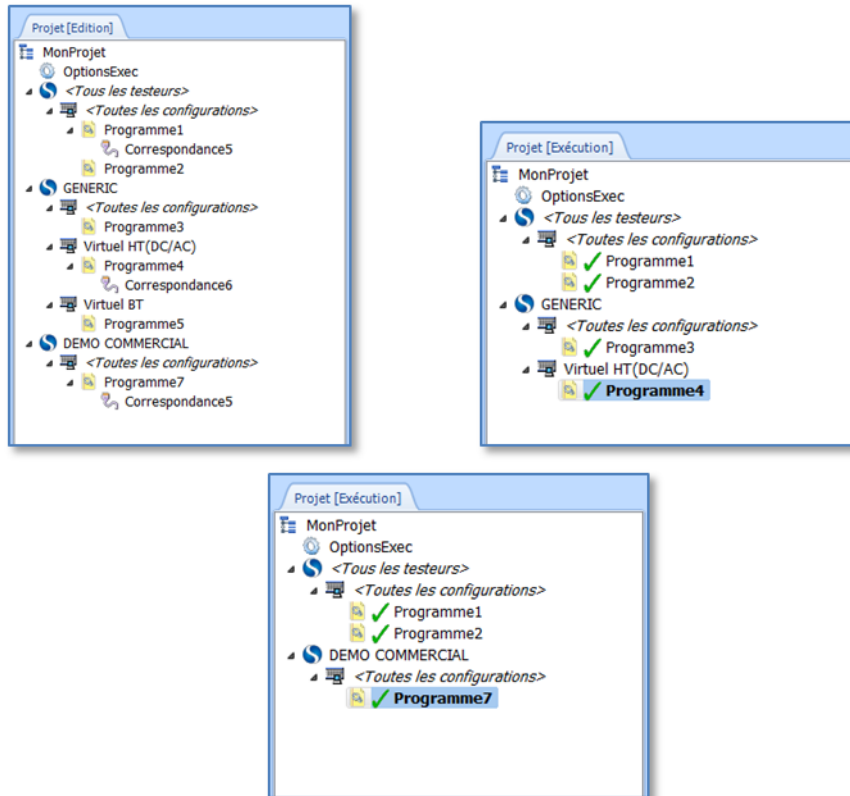 Projet [Edition]
MonProjet
OptionsExec
<Tous les testeurs>
<Toutes les configurations>
Programme1
Correspondance5
Programme2
GENERIC
<Toutes les configurations>
Programme3
Virtuel HT(DC/AC)
Programme4
Correspondance6
Virtuel BT
Programme5
DEMO COMMERCIAL
<Toutes les configurations>
Programme7
Correspondance5
Projet [Exécution]
MonProjet
OptionsExec
<Tous les testeurs>
<Toutes les configurations>
Programme1
Programme2
GENERIC
<Toutes les configurations>
Programme3
Virtuel HT(DC/AC)
Programme4
Projet [Exécution]
MonProjet
OptionsExec
<Tous les testeurs>
<Toutes les configurations>
Programme1
Programme2
DEMO COMMERCIAL
<Toutes les configurations>
Programme7